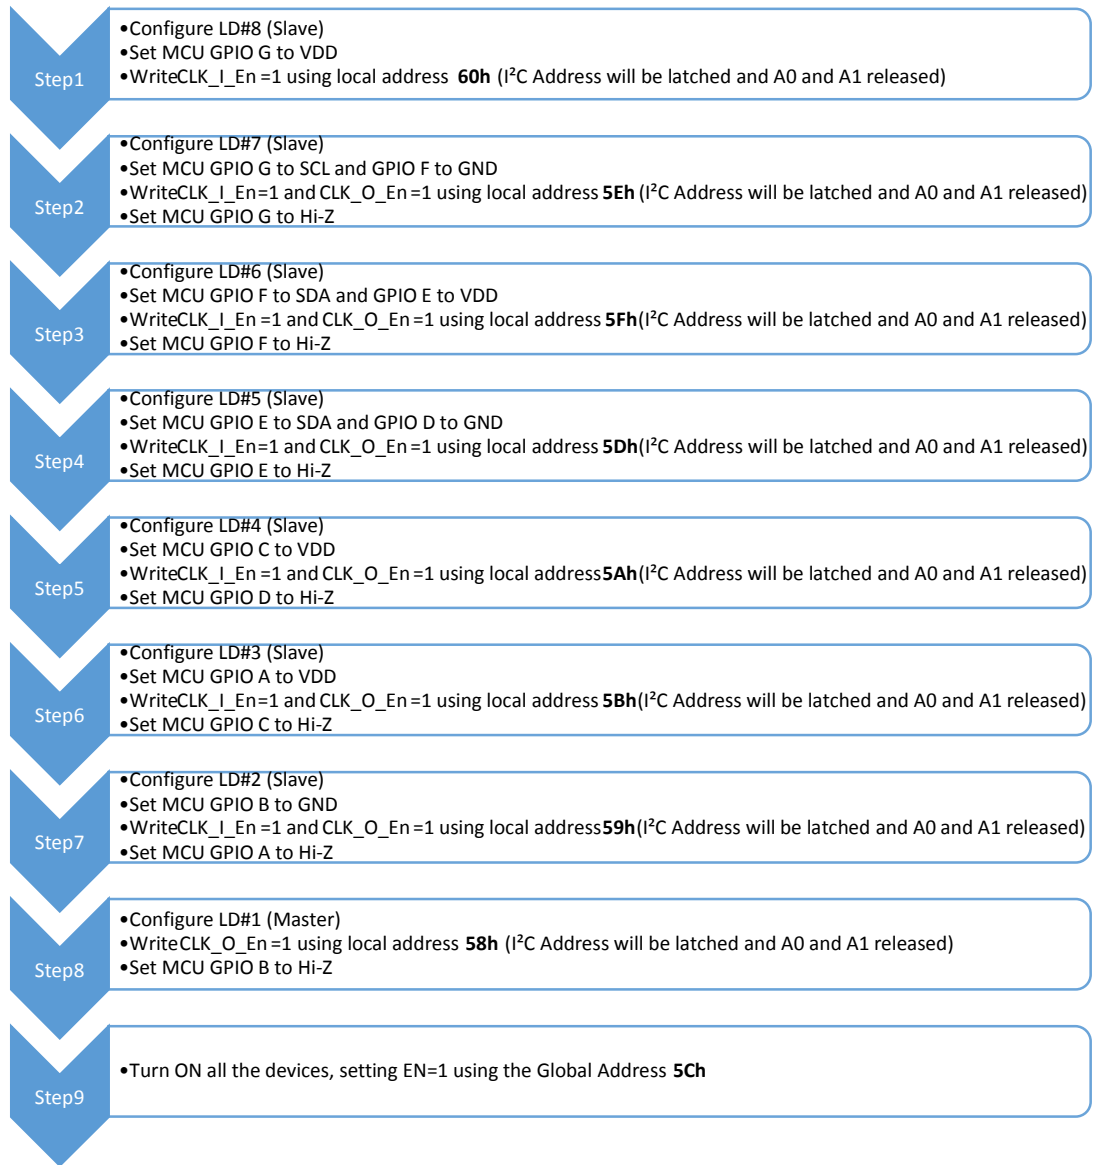 Step1
•Configure LD#8 (Slave)
•Set MCU GPIO G to VDD
•WriteCLK_I_En =1 using local address 60h (I²C Address will be latched and A0 and A1 released)
Step2
•Configure LD#7 (Slave)
•Set MCU GPIO G to SCL and GPIO F to GND
•WriteCLK_I_En=1 and CLK_O_En =1 using local address 5Eh (I²C Address will be latched and A0 and A1 released)
•Set MCU GPIO G to Hi-Z
Step3
•Configure LD#6 (Slave)
•Set MCU GPIO F to SDA and GPIO E to VDD
•WriteCLK_I_En =1 and CLK_O_En =1 using local address 5Fh(I²C Address will be latched and A0 and A1 released)
•Set MCU GPIO F to Hi-Z
Step4
•Configure LD#5 (Slave)
•Set MCU GPIO E to SDA and GPIO D to GND
•WriteCLK_I_En=1 and CLK_O_En =1 using local address 5Dh(I²C Address will be latched and A0 and A1 released)
•Set MCU GPIO E to Hi-Z
Step5
•Configure LD#4 (Slave)
•Set MCU GPIO C to VDD
•WriteCLK_I_En =1 and CLK_O_En =1 using local address5Ah(I²C Address will be latched and A0 and A1 released)
•Set MCU GPIO D to Hi-Z
Step6
•Configure LD#3 (Slave)
•Set MCU GPIO A to VDD
•WriteCLK_I_En=1 and CLK_O_En =1 using local address 5Bh(I²C Address will be latched and A0 and A1 released)
•Set MCU GPIO C to Hi-Z
Step7
•Configure LD#2 (Slave)
•Set MCU GPIO B to GND
•WriteCLK_I_En =1 and CLK_O_En =1 using local address59h(I²C Address will be latched and A0 and A1 released)
•Set MCU GPIO A to Hi-Z
Step8
•Configure LD#1 (Master)
•WriteCLK_O_En =1 using local address 58h (I²C Address will be latched and A0 and A1 released)
•Set MCU GPIO B to Hi-Z
Step9
•Turn ON all the devices, setting EN=1 using the Global Address 5Ch